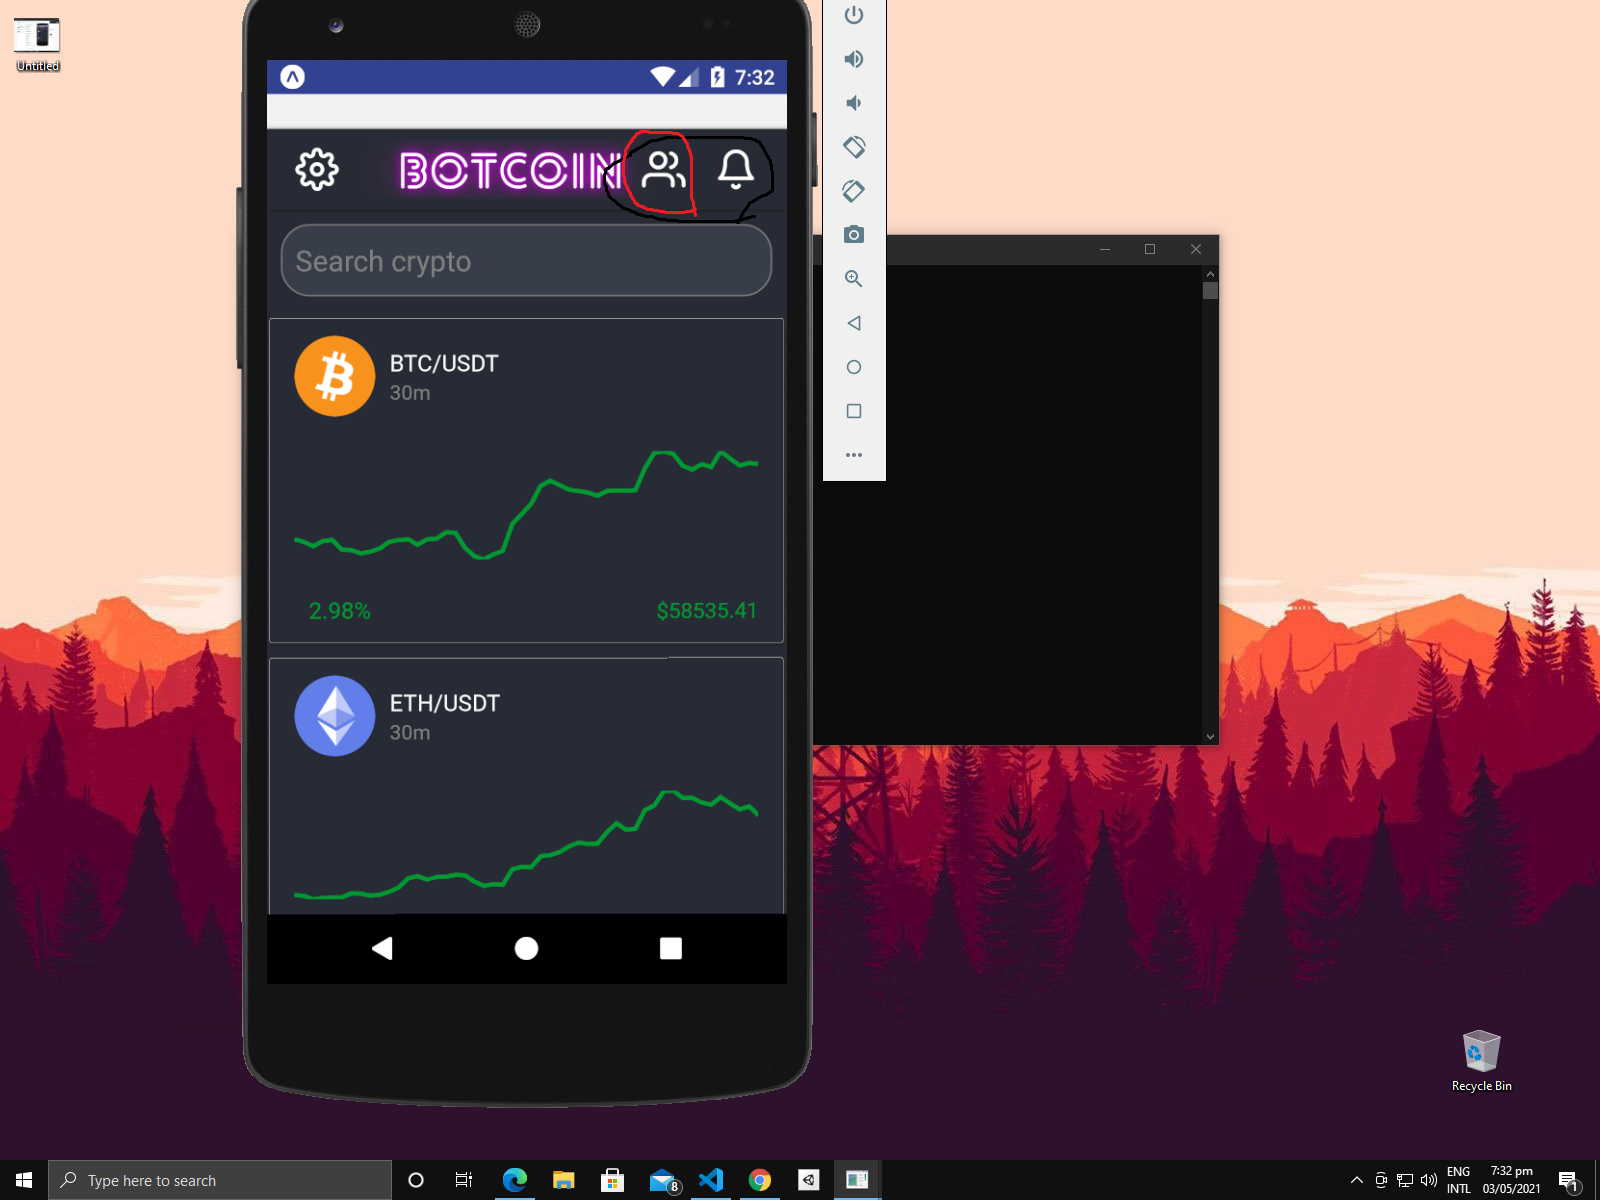 Untitled
7:32
BOTCOIN
Search crypto
BTC/USDT
30m
2.98%
$58535.41
ETH/USDT
30m
Recycle Bin
Type here to search
8
ENG
INTL
7:32 pm
03/05/2021
1